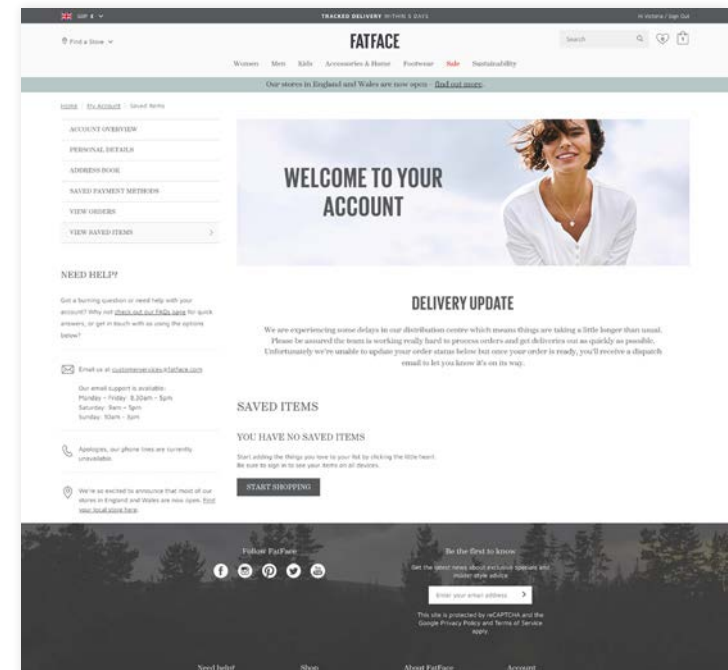 GBP £
TRACKED DELIVERY WITHIN 5 DAYS
Hi Victoria / Sign Out
Find a Store
FATFACE
Search
Women Men Kids Accessories & Home Footwear Sale Sustainability
Our stores in England and Wales are now open - find out more.
Home / My Account / Saved Items
ACCOUNT OVERVIEW
PERSONAL DETAILS
ADDRESS BOOK
SAVED PAYMENT METHODS
VIEW ORDERS
VIEW SAVED ITEMS
NEED HELP?
Got a burning question or need help with your
account? Why not check out our FAQs page for quick
answers, or get in touch with us using the options
below?
Email us at customerservices@fatface.com
Our email support is available:
Monday - Friday: 8.30am - 5pm
Saturday: 9am - 5pm
Sunday: 10am - 3pm
Apologies, our phone lines are currently
unavailable.
We're so excited to announce that most of our
stores in England and Wales are now open. Find
your local store here.
WELCOME TO YOUR
ACCOUNT
DELIVERY UPDATE
We are experiencing some delays in our distribution centre which means things are taking a little longer than usual.
Please be assured the team is working really hard to process orders and get deliveries out as quickly as possible.
Unfortunately we're unable to update your order status below but once your order is ready, you'll receive a dispatch
email to let you know it's on its way.
SAVED ITEMS
YOU HAVE NO SAVED ITEMS
Start adding the things you love to your list by clicking the little heart.
Be sure to sign in to see your items on all devices.
START SHOPPING
Follow FatFace
Be the first to know
Get the latest news about exclusive specials and
insider style advice
Enter your email address
This site is protected by reCAPTCHA and the
Google Privacy Policy and Terms of Service
apply.
Need help? Shop About FatFace Account